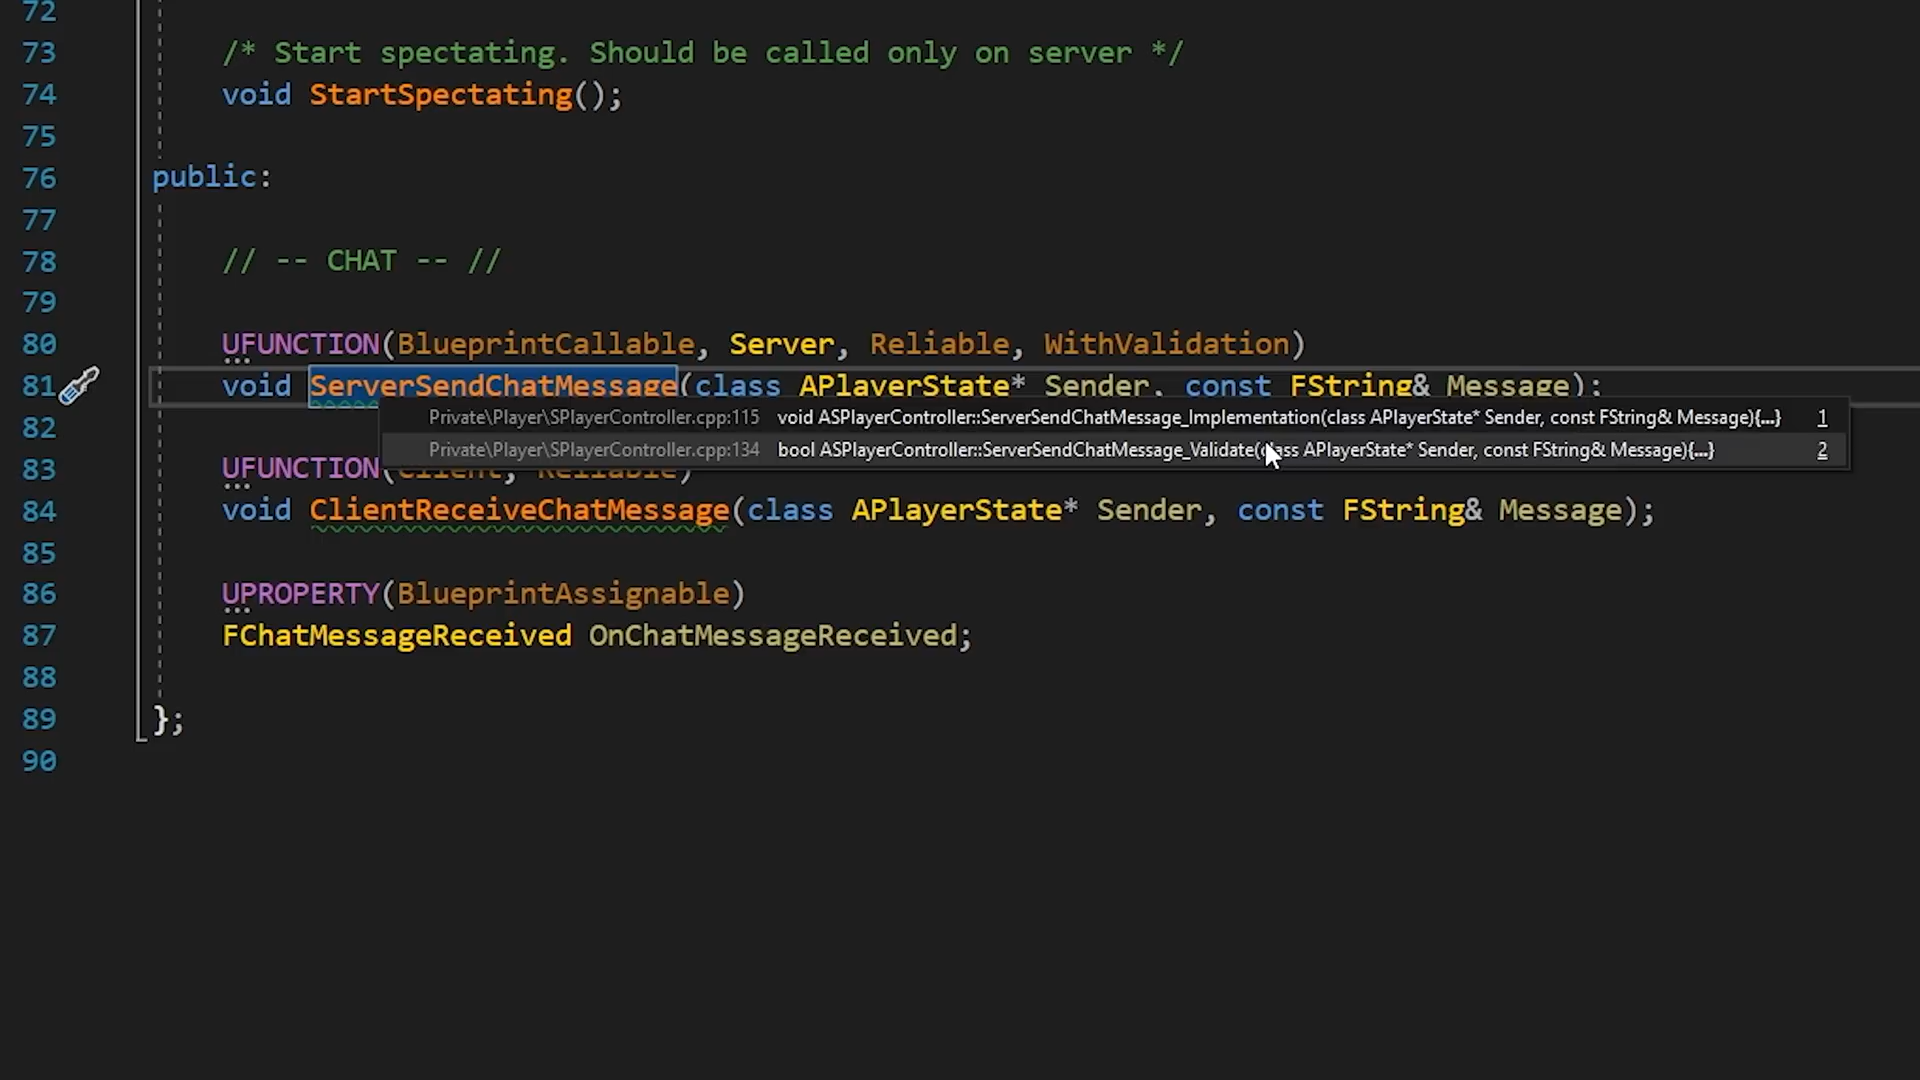 72
73 /* Start spectating. Should be called only on server */
74 void StartSpectating();
75
76 public:
77
78 // -- CHAT -- //
79
80 UFUNCTION(BlueprintCallable, Server, Reliable, WithValidation)
81 void ServerSendChatMessage(class APlayerState* Sender, const FString& Message);
Private\Player\SPlayerController.cpp:115 void ASPlayerController::ServerSendChatMessage_Implementation(class APlayerState* Sender, const FString& Message){...} 1
82
Private\Player\SPlayerController.cpp:134 bool ASPlayerController::ServerSendChatMessage_Validate(class APlayerState* Sender, const FString& Message){...} 2
83 UFUNCTION(Client, Reliable)
84 void ClientReceiveChatMessage(class APlayerState* Sender, const FString& Message);
85
86 UPROPERTY(BlueprintAssignable)
87 FChatMessageReceived OnChatMessageReceived;
88
89 };
90